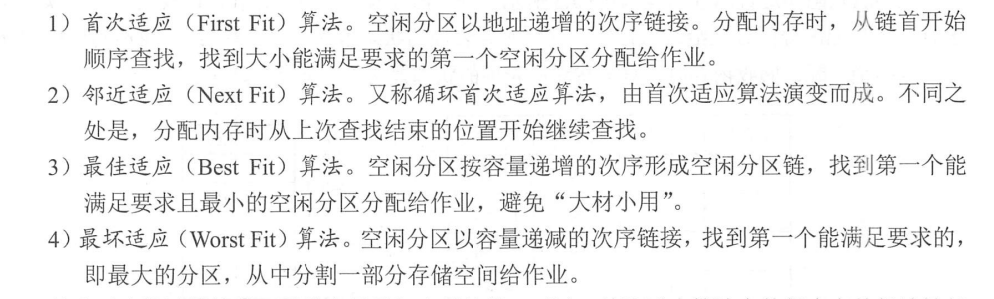 1）首次适应（First Fit）算法。空闲分区以地址递增的次序链接。分配内存时，从链首开始
顺序查找，找到大小能满足要求的第一个空闲分区分配给作业。
2）邻近适应（Next Fit）算法。又称循环首次适应算法，由首次适应算法演变而成。不同之
处是，分配内存时从上次查找结束的位置开始继续查找。
3）最佳适应（Best Fit）算法。空闲分区按容量递增的次序形成空闲分区链，找到第一个能
满足要求且最小的空闲分区分配给作业，避免“大材小用”。
4）最坏适应（Worst Fit）算法。空闲分区以容量递减的次序链接，找到第一个能满足要求的，
即最大的分区，从中分割一部分存储空间给作业。